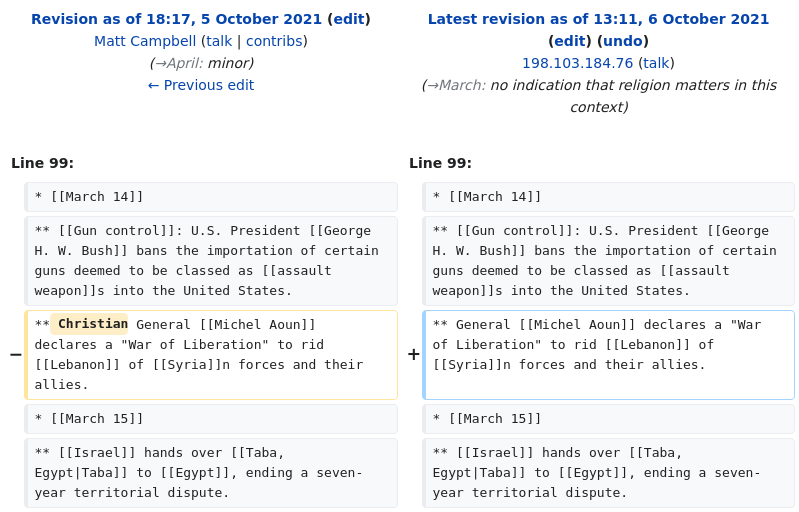 Revision as of 18:17, 5 October 2021 (edit)
Matt Campbell (talk | contribs)
(→April: minor)
← Previous edit
Latest revision as of 13:11, 6 October 2021
(edit) (undo)
198.103.184.76 (talk)
(→March: no indication that religion matters in this
context)
Line 99:
* [[March 14]]
** [[Gun control]]: U.S. President [[George
H. W. Bush]] bans the importation of certain
guns deemed to be classed as [[assault
weapon]]s into the United States.
−
** Christian General [[Michel Aoun]]
declares a "War of Liberation" to rid
[[Lebanon]] of [[Syria]]n forces and their
allies.
* [[March 15]]
** [[Israel]] hands over [[Taba,
Egypt|Taba]] to [[Egypt]], ending a seven-
year territorial dispute.
Line 99:
* [[March 14]]
** [[Gun control]]: U.S. President [[George
H. W. Bush]] bans the importation of certain
guns deemed to be classed as [[assault
weapon]]s into the United States.
+
** General [[Michel Aoun]] declares a "War
of Liberation" to rid [[Lebanon]] of
[[Syria]]n forces and their allies.
* [[March 15]]
** [[Israel]] hands over [[Taba,
Egypt|Taba]] to [[Egypt]], ending a seven-
year territorial dispute.